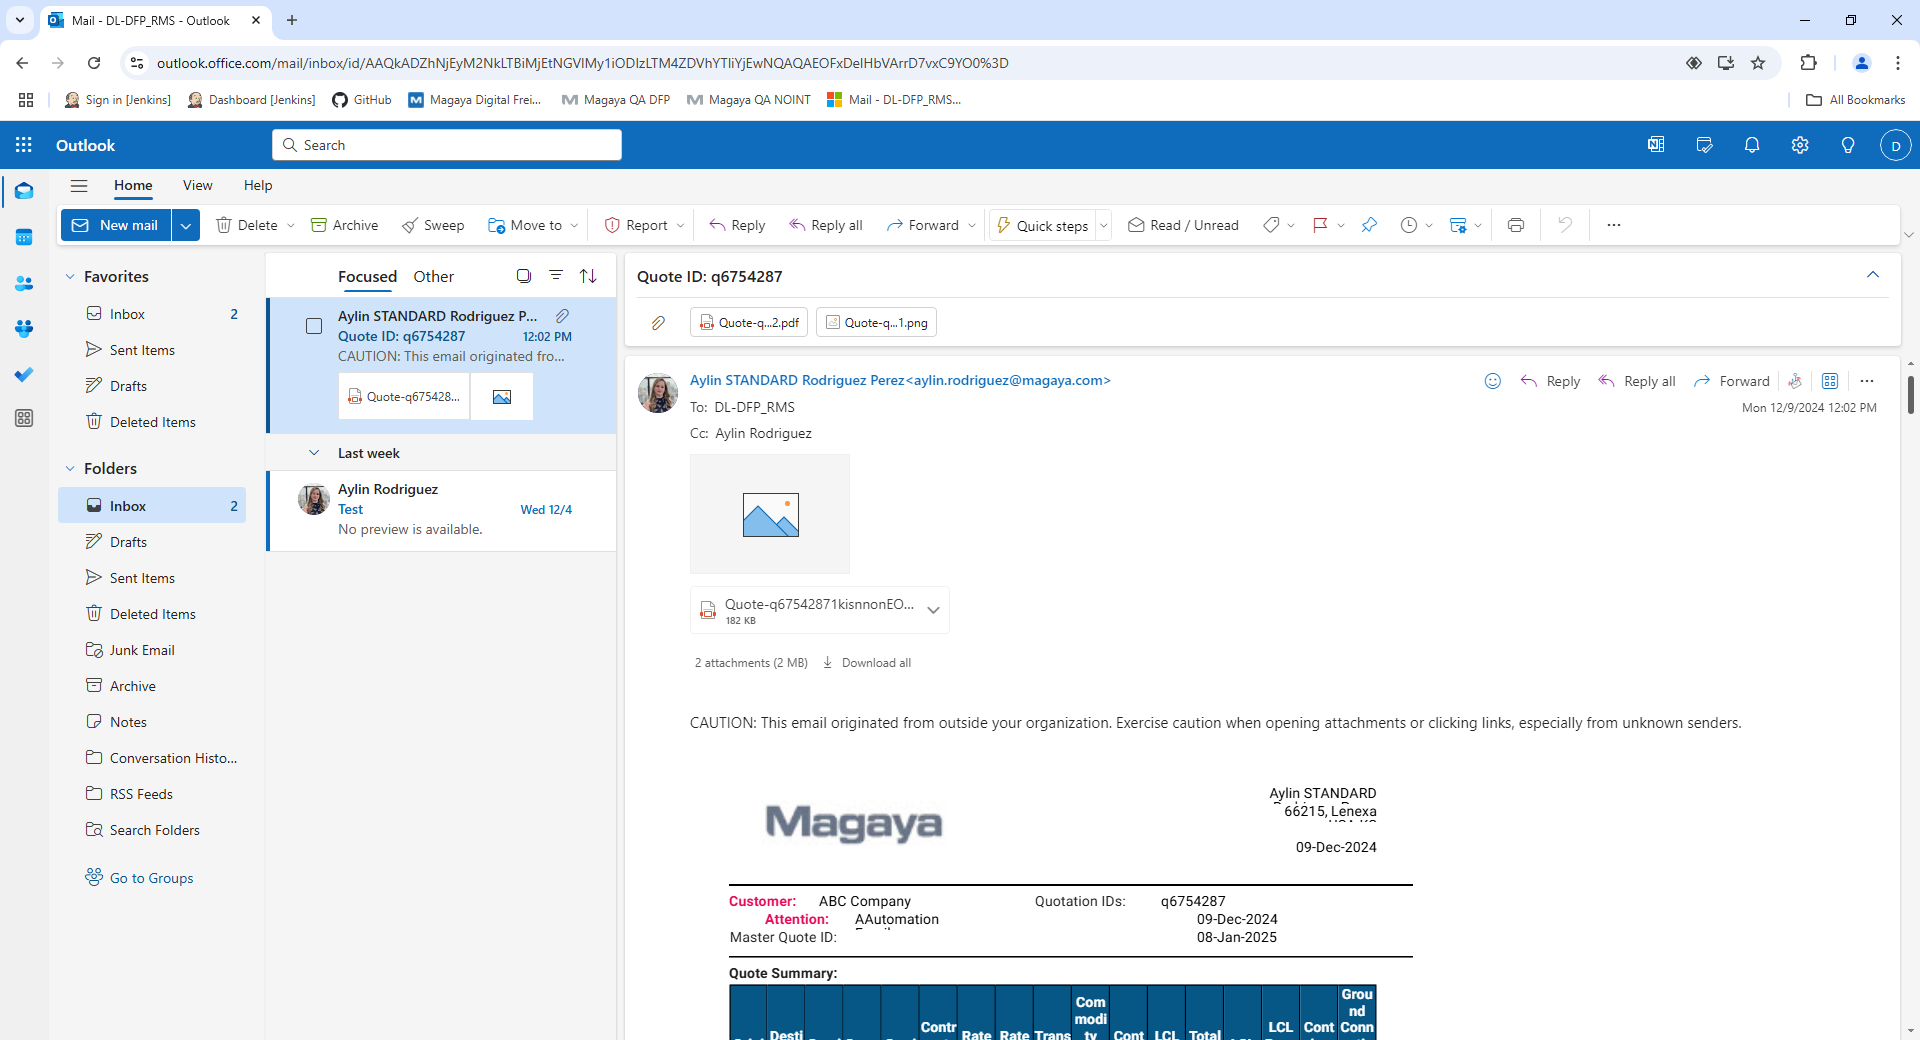 Mail - DL-DFP_RMS - Outlook
outlook.office.com/mail/inbox/id/AAQkADZhNjEyM2NkLTBiMjEtNGVlMy1iODIzLTM4ZDVhYTliYjEwNQAQAEOFxDelHbVArrD7vxC9YO0%3D
Sign in [Jenkins]
Dashboard [Jenkins]
GitHub
Magaya Digital Frei...
Magaya QA DFP
Magaya QA NOINT
Mail - DL-DFP_RMS...
All Bookmarks
Outlook
Search
D
Home
View
Help
New mail
Delete
Archive
Sweep
Move to
Report
Reply
Reply all
Forward
Quick steps
Read / Unread
Favorites
Inbox 2
Sent Items
Drafts
Deleted Items
Folders
Inbox 2
Drafts
Sent Items
Deleted Items
Junk Email
Archive
Notes
Conversation Histo...
RSS Feeds
Search Folders
Go to Groups
Focused Other
Aylin STANDARD Rodriguez P...
Quote ID: q6754287 12:02 PM
CAUTION: This email originated fro...
Quote-q675428...
Last week
Aylin Rodriguez
Test Wed 12/4
No preview is available.
Quote ID: q6754287
Quote-q...2.pdf
Quote-q...1.png
Aylin STANDARD Rodriguez Perez<aylin.rodriguez@magaya.com>
Reply
Reply all
Forward
To: DL-DFP_RMS
Mon 12/9/2024 12:02 PM
Cc: Aylin Rodriguez
Quote-q67542871kisnnonEO...
182 KB
2 attachments (2 MB)
Download all
CAUTION: This email originated from outside your organization. Exercise caution when opening attachments or clicking links, especially from unknown senders.
Magaya
Aylin STANDARD
66215, Lenexa
09-Dec-2024
Customer: ABC Company Quotation IDs: q6754287
Attention: AAutomation 09-Dec-2024
Master Quote ID: 08-Jan-2025
Quote Summary:
Desti
Contr
Rate
Rate
Trans
Com
modi
ty
Cont
LCL
Total
LCL
Cont
Grou
nd
Conn